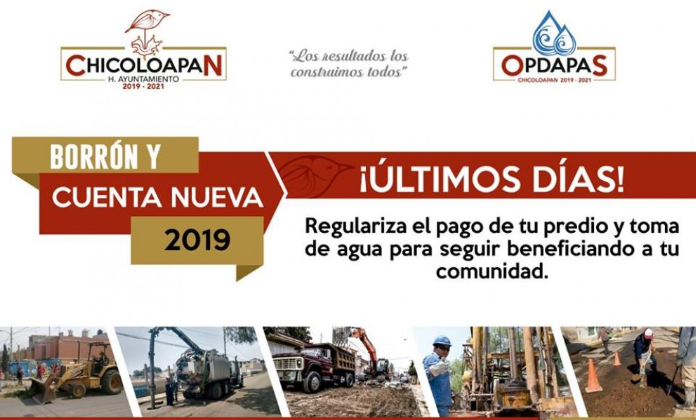 CHICOLOAPAN
H. AYUNTAMIENTO
2019 - 2021
"Los resultados los
construimos todos"
OPDAPAS
CHICOLOAPAN 2019 - 2021
BORRÓN Y
CUENTA NUEVA
2019
¡ÚLTIMOS DÍAS!
Regulariza el pago de tu predio y toma
de agua para seguir beneficiando a tu
comunidad.